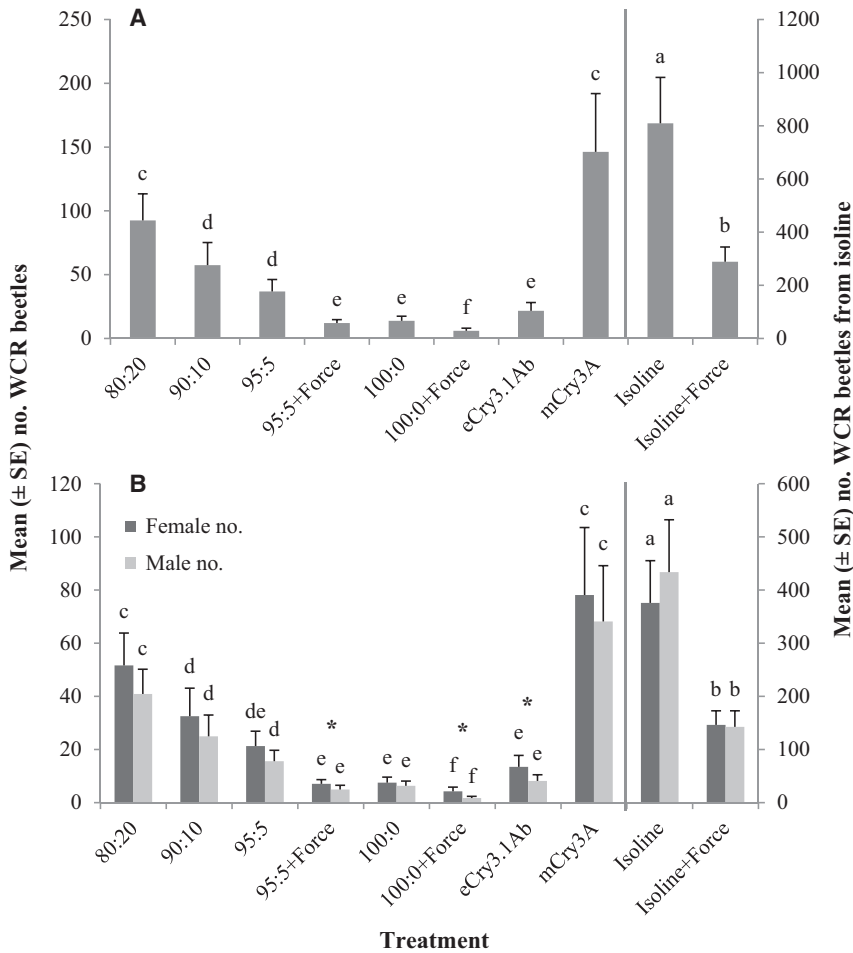 A
250
200
150
100
50
0
1200
1000
800
600
400
200
0
c
d
d
e
e
f
e
c
a
b
80:20
90:10
95:5
95:5+Force
100:0
100:0+Force
eCry3.1Ab
mCry3A
Isoline
Isoline+Force
Mean (± SE) no. WCR beetles
Mean (± SE) no. WCR beetles from isoline
B
Female no.
Male no.
120
100
80
60
40
20
0
600
500
400
300
200
100
0
c c
d d
de d
* e e
e e
* f f
* e e
c c
a a
b b
80:20
90:10
95:5
95:5+Force
100:0
100:0+Force
eCry3.1Ab
mCry3A
Isoline
Isoline+Force
Treatment